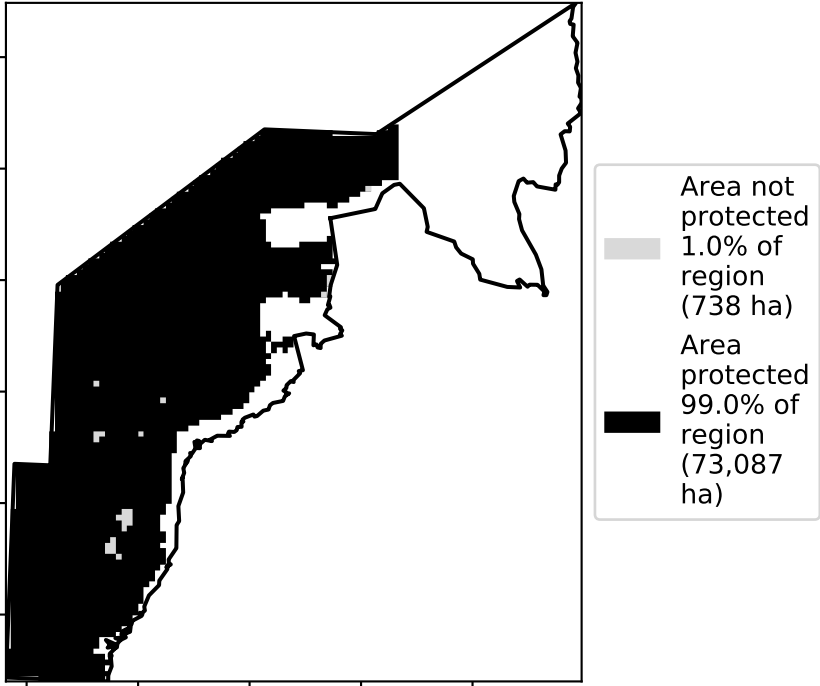 Area not
protected
1.0% of
region
(738 ha)
Area
protected
99.0% of
region
(73,087
ha)